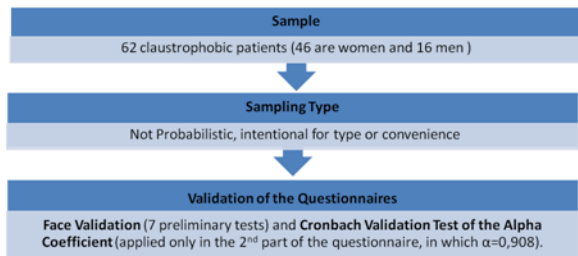 Sample
62 claustrophobic patients (46 are women and 16 men )
Sampling Type
Not Probabilistic, intentional for type or convenience
Validation of the Questionnaires
Face Validation (7 preliminary tests) and Cronbach Validation Test of the Alpha
Coefficient (applied only in the 2nd part of the questionnaire, in which α=0,908).